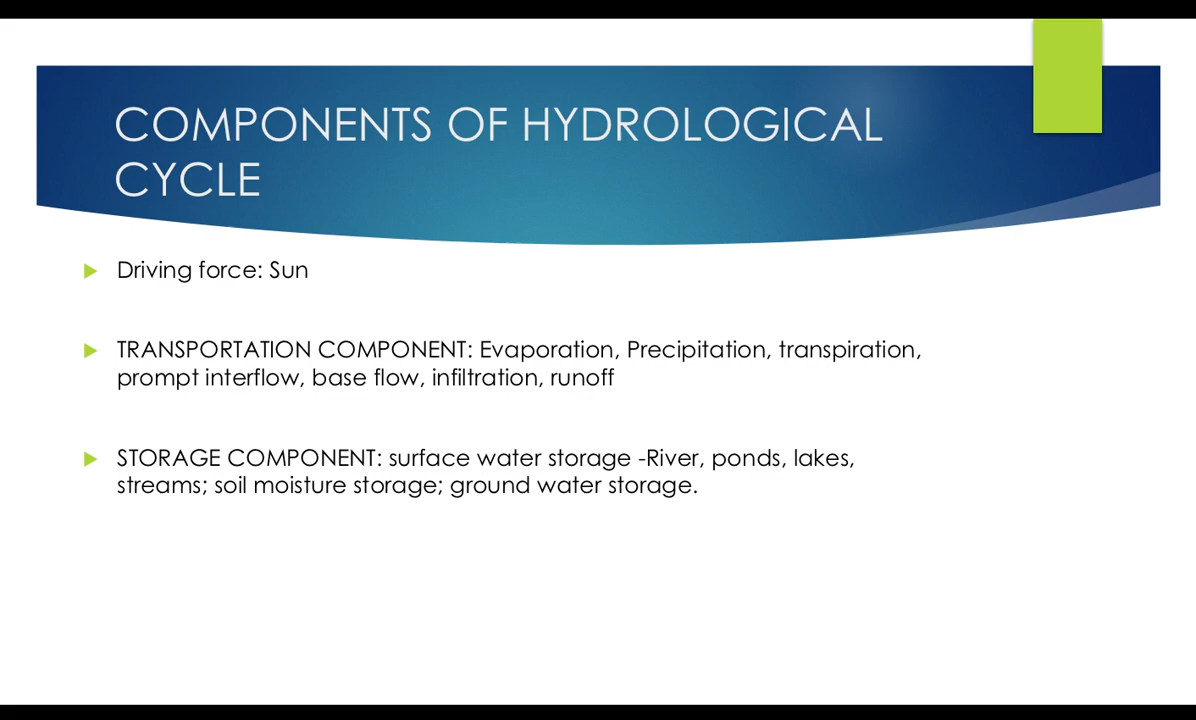 COMPONENTS OF HYDROLOGICAL
CYCLE
Driving force: Sun
TRANSPORTATION COMPONENT: Evaporation, Precipitation, transpiration,
prompt interflow, base flow, infiltration, runoff
STORAGE COMPONENT: surface water storage -River, ponds, lakes,
streams; soil moisture storage; ground water storage.